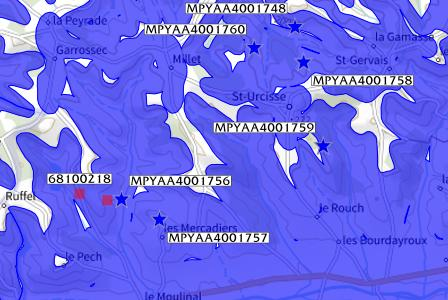 MPYAA4001748
la Peyrade
MPYAA4001760
la Gamasse
Garrossec
Millet
St-Gervais
MPYAA4001758
St-Urcisse
MPYAA4001759
68100218
MPYAA4001756
Ruffel
le Rouch
les Mercadiers
MPYAA4001757
les Bourdayroux
le Pech
le Moulinal